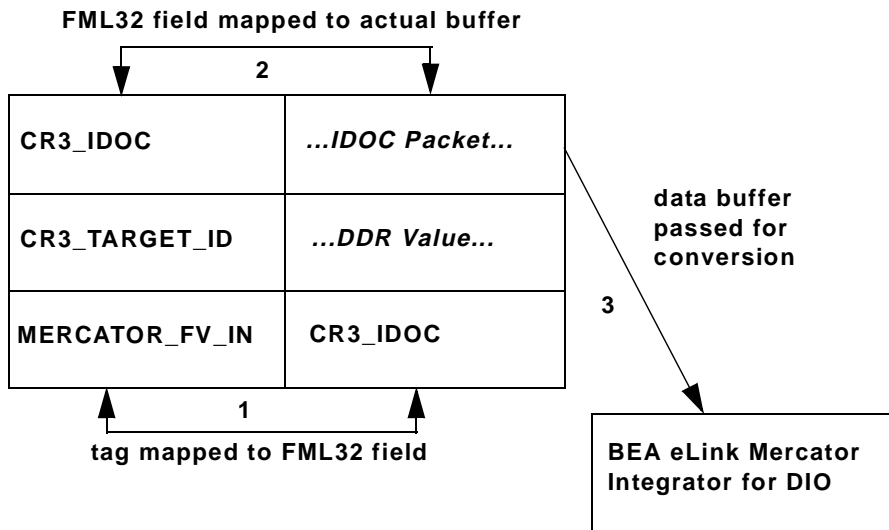 FML32 field mapped to actual buffer
2
CR3_IDOC
...IDOC Packet...
CR3_TARGET_ID
...DDR Value...
MERCATOR_FV_IN
CR3_IDOC
data buffer
passed for
conversion
3
1
tag mapped to FML32 field
BEA eLink Mercator
Integrator for DIO